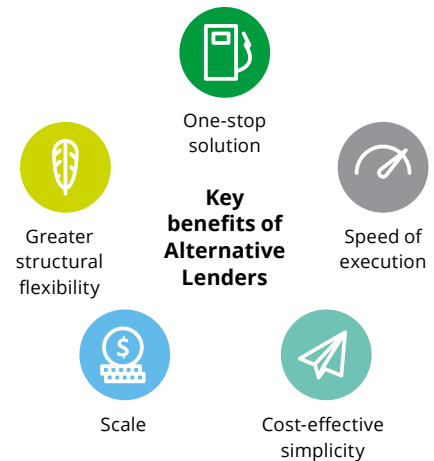 One-stop
solution
Key
benefits of
Alternative
Lenders
Greater
structural
flexibility
Speed of
execution
$
Scale
Cost-effective
simplicity